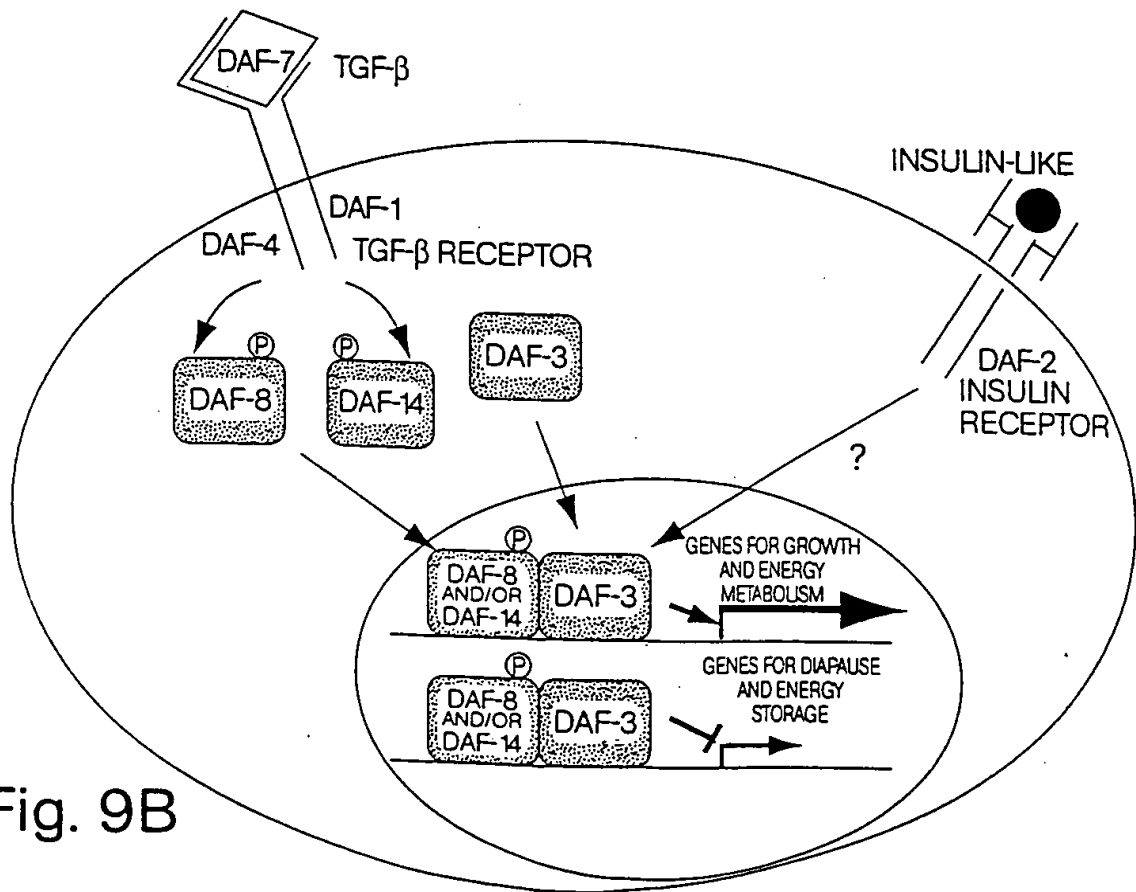 DAF-7
TGF-β
INSULIN-LIKE
DAF-1
DAF-4
TGF-β RECEPTOR
P
P
DAF-3
DAF-8
DAF-14
DAF-2
INSULIN
RECEPTOR
?
P
DAF-8
AND/OR
DAF-14
DAF-3
GENES FOR GROWTH
AND ENERGY
METABOLISM
P
DAF-8
AND/OR
DAF-14
DAF-3
GENES FOR DIAPAUSE
AND ENERGY
STORAGE
Fig. 9B